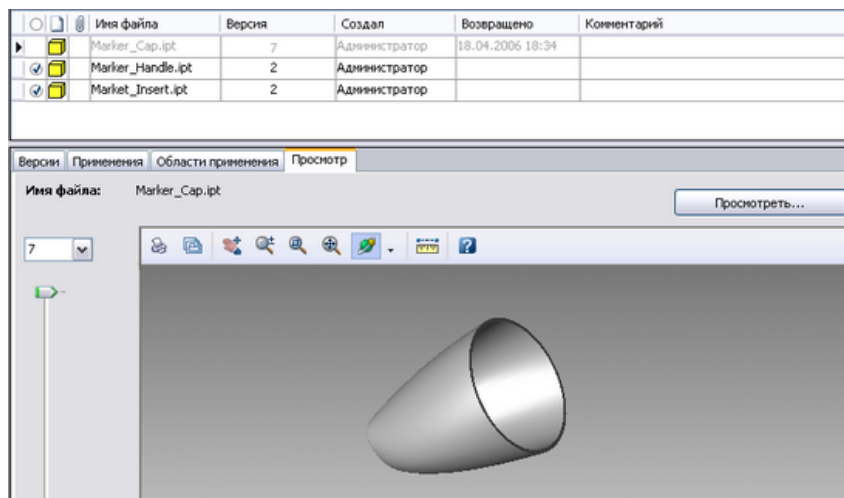 Имя файла Версия Создал Возвращено Комментарий
Marker_Cap.ipt 7 Администратор 18.04.2006 18:34
Marker_Handle.ipt 2 Администратор
Market_Insert.ipt 2 Администратор
Версии Применения Области применения Просмотр
Имя файла: Marker_Cap.ipt
Просмотреть...
7